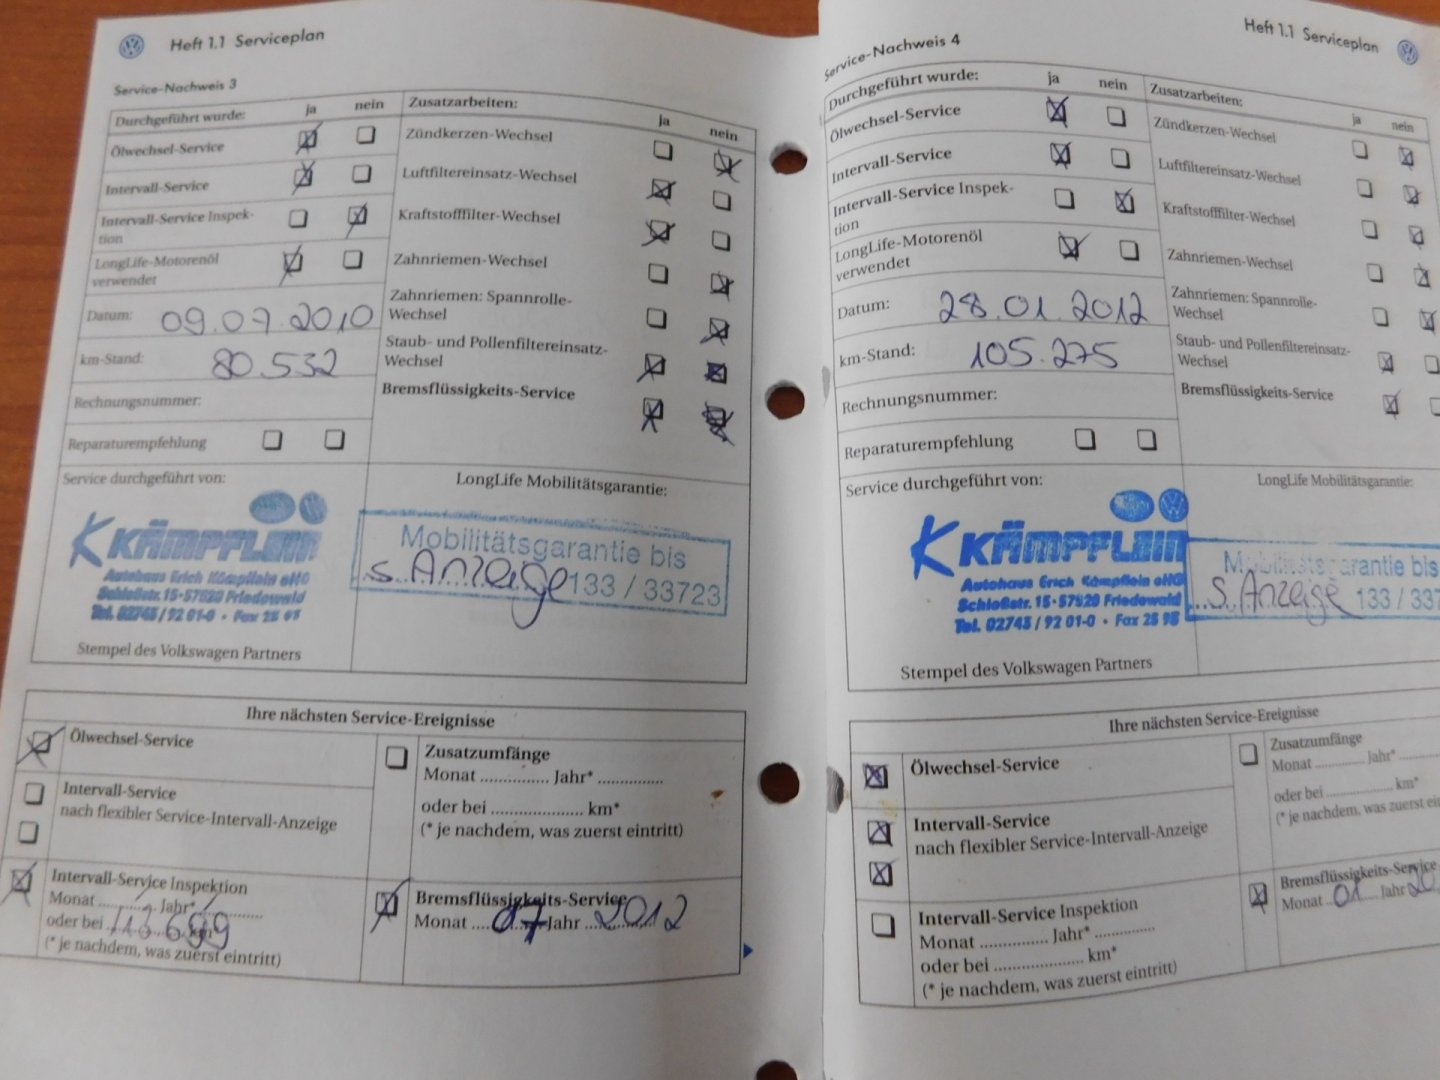 Heft 1.1 Serviceplan
Service-Nachweis 3
Durchgeführt wurde: ja nein
Ölwechsel-Service
Intervall-Service
Intervall-Service Inspek-
tion
LongLife-Motorenöl
verwendet
Datum: 09.07.2010
km-Stand: 80.532
Rechnungsnummer:
Reparaturempfehlung
Zusatzarbeiten: ja nein
Zündkerzen-Wechsel
Luftfiltereinsatz-Wechsel
Kraftstofffilter-Wechsel
Zahnriemen-Wechsel
Zahnriemen: Spannrolle-
Wechsel
Staub- und Pollenfiltereinsatz-
Wechsel
Bremsflüssigkeits-Service
Service durchgeführt von:
KÄMPFLEIN
Autohaus Erich Kämpflein oHG
Schloßstr. 15·57520 Friedewald
Tel. 02743/92 01-0 · Fax 25 95
Stempel des Volkswagen Partners
LongLife Mobilitätsgarantie:
Mobilitätsgarantie bis
s. Anzeige 133 / 33723
Ihre nächsten Service-Ereignisse
Ölwechsel-Service
Intervall-Service
nach flexibler Service-Intervall-Anzeige
Intervall-Service Inspektion
Monat ............ Jahr* ............
oder bei 113 699 km*
(* je nachdem, was zuerst eintritt)
Zusatzumfänge
Monat ............... Jahr* ...............
oder bei ..................... km*
(* je nachdem, was zuerst eintritt)
Bremsflüssigkeits-Service
Monat 07 Jahr 2012
Heft 1.1 Serviceplan
Service-Nachweis 4
Durchgeführt wurde: ja nein
Ölwechsel-Service
Intervall-Service
Intervall-Service Inspek-
tion
LongLife-Motorenöl
verwendet
Datum: 28.01.2012
km-Stand: 105.275
Rechnungsnummer:
Reparaturempfehlung
Zusatzarbeiten: ja nein
Zündkerzen-Wechsel
Luftfiltereinsatz-Wechsel
Kraftstofffilter-Wechsel
Zahnriemen-Wechsel
Zahnriemen: Spannrolle-
Wechsel
Staub- und Pollenfiltereinsatz-
Wechsel
Bremsflüssigkeits-Service
Service durchgeführt von:
KÄMPFLEIN
Autohaus Erich Kämpflein oHG
Schloßstr. 15·57520 Friedewald
Tel. 02743/92 01-0 · Fax 25 95
Stempel des Volkswagen Partners
LongLife Mobilitätsgarantie:
Mobilitätsgarantie bis
s. Anzeige 133 / 337
Ihre nächsten Service-Ereignisse
Ölwechsel-Service
Intervall-Service
nach flexibler Service-Intervall-Anzeige
Intervall-Service Inspektion
Monat ............... Jahr* ...............
oder bei ..................... km*
(* je nachdem, was zuerst eintritt)
Zusatzumfänge
Monat ............... Jahr*
oder bei ..................... km*
(* je nachdem, was zuerst
Bremsflüssigkeits-Service
Monat 01 Jahr 20